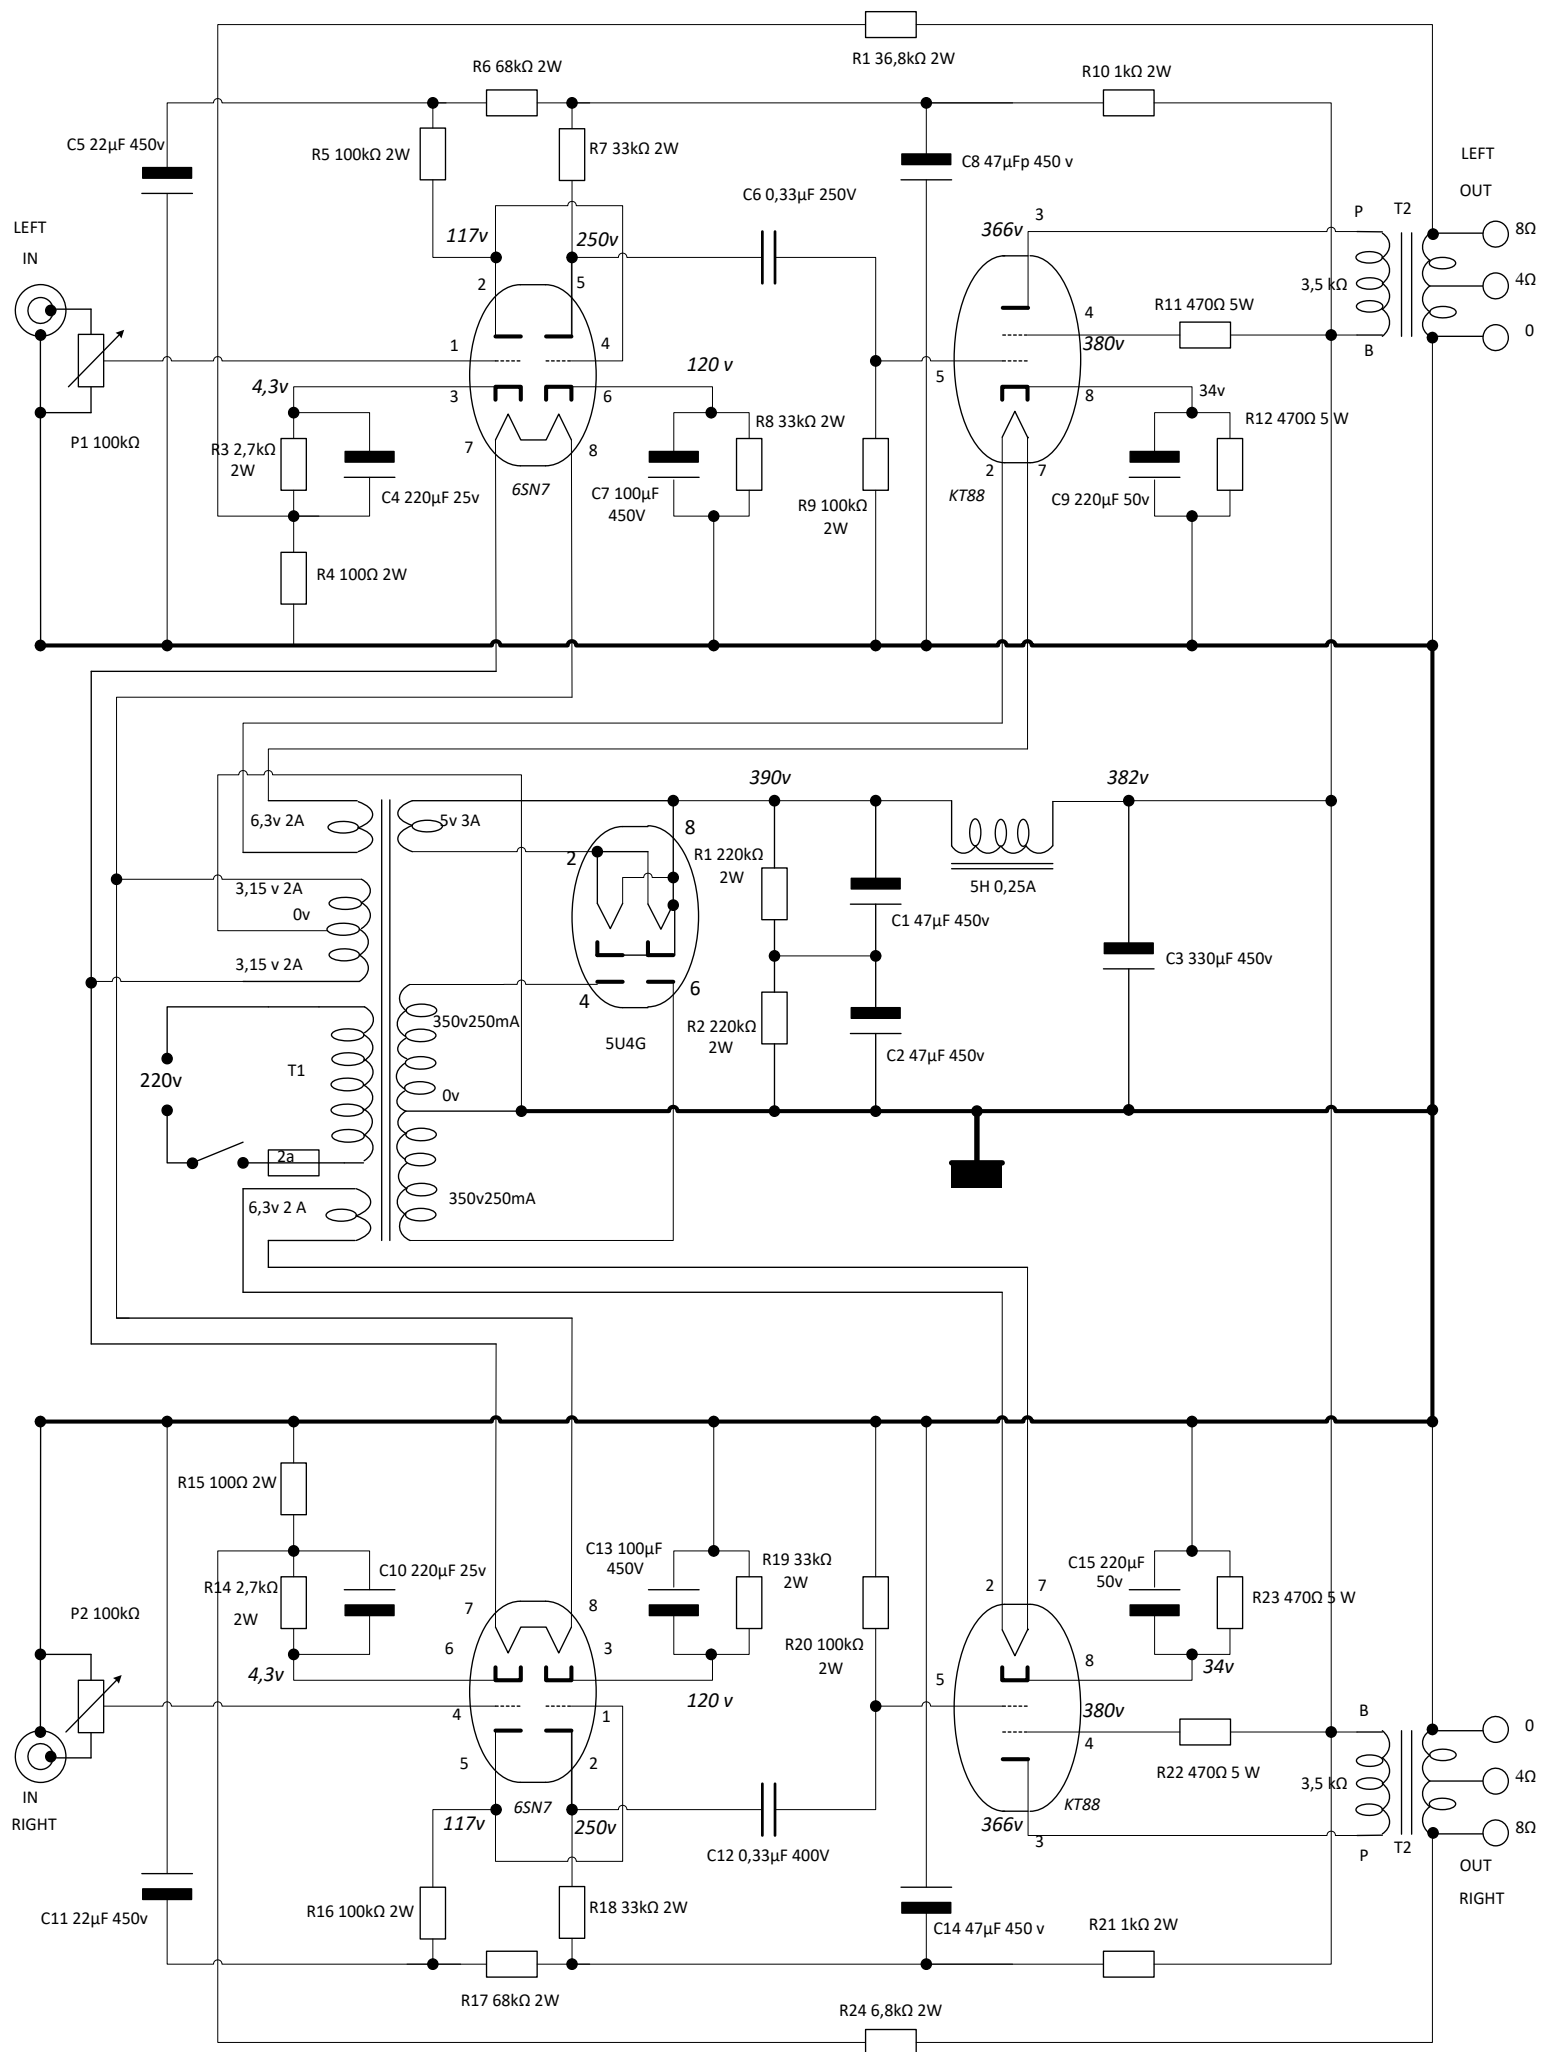 R1 36,8kΩ 2W
R6 68kΩ 2W
R10 1kΩ 2W
C5 22µF 450v
R5 100kΩ 2W
R7 33kΩ 2W
C8 47µFp 450 v
LEFT
OUT
C6 0,33µF 250V
LEFT
IN
117v
250v
366v
3
P
T2
8Ω
2
5
3,5 kΩ
4Ω
R11 470Ω 5W
4
380v
1
4
0
B
120 v
5
4,3v
3
6
8
34v
P1 100kΩ
R3 2,7kΩ
2W
7
8
R8 33kΩ 2W
R12 470Ω 5 W
2
7
C4 220µF 25v
6SN7
C7 100µF
450V
R9 100kΩ
2W
KT88
C9 220µF 50v
R4 100Ω 2W
390v
382v
6,3v 2A
5v 3A
8
2
R1 220kΩ
2W
5H 0,25A
3,15 v 2A
0v
C1 47µF 450v
3,15 v 2A
C3 330µF 450v
4
6
350v250mA
R2 220kΩ
2W
5U4G
C2 47µF 450v
T1
220v
0v
2a
350v250mA
6,3v 2 A
R15 100Ω 2W
C10 220µF 25v
C13 100µF
450V
R19 33kΩ
2W
C15 220µF
50v
R14 2,7kΩ
2W
2
7
R23 470Ω 5 W
P2 100kΩ
7
8
6
3
R20 100kΩ
2W
4,3v
120 v
5
8
34v
4
1
380v
4
B
0
5
2
R22 470Ω 5 W
3,5 kΩ
4Ω
IN
RIGHT
117v
6SN7
250v
C12 0,33µF 400V
366v
KT88
3
P
T2
8Ω
OUT
RIGHT
C11 22µF 450v
R16 100kΩ 2W
R18 33kΩ 2W
C14 47µF 450 v
R21 1kΩ 2W
R17 68kΩ 2W
R24 6,8kΩ 2W